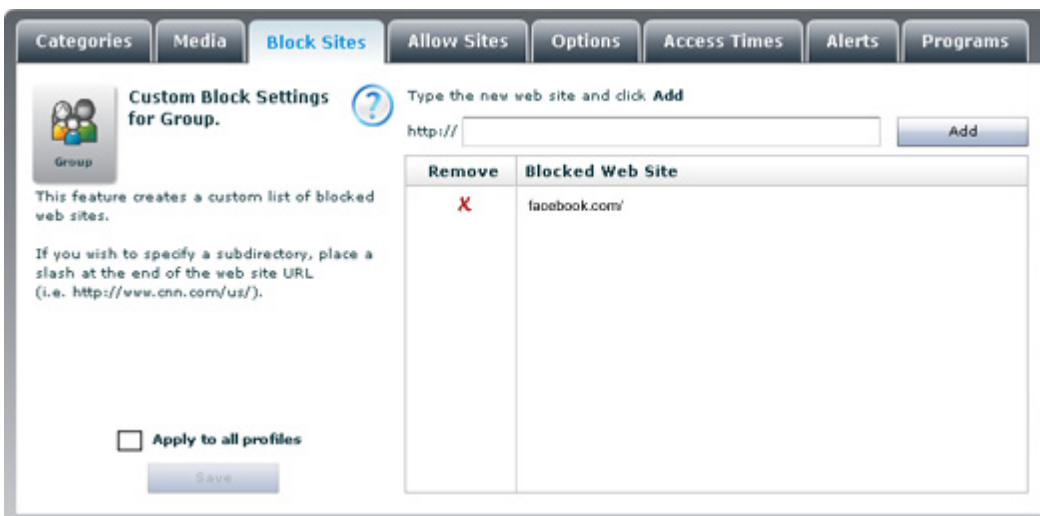 Categories
Media
Block Sites
Allow Sites
Options
Access Times
Alerts
Programs
Custom Block Settings
for Group.
?
Group
This feature creates a custom list of blocked
web sites.
If you wish to specify a subdirectory, place a
slash at the end of the web site URL
(i.e. http://www.cnn.com/us/).
Apply to all profiles
Save
Type the new web site and click Add
http://
Add
Remove
Blocked Web Site
X
facebook.com/